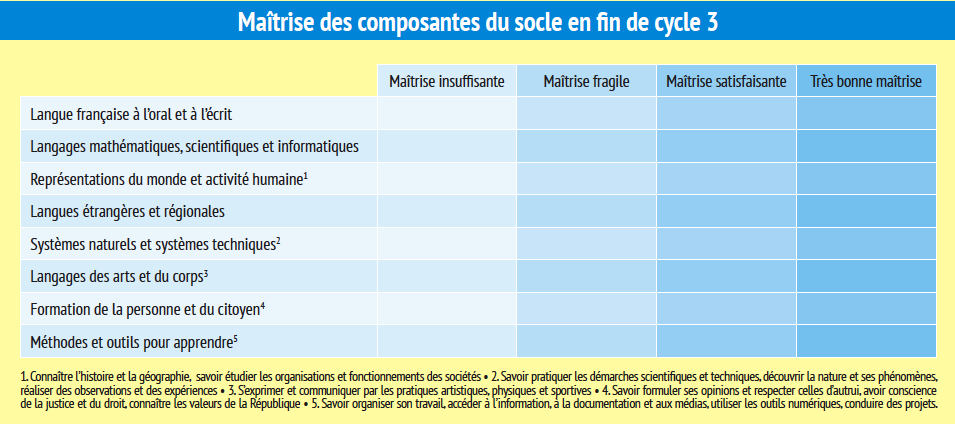 Maîtrise des composantes du socle en fin de cycle 3
Maîtrise insuffisante Maîtrise fragile Maîtrise satisfaisante Très bonne maîtrise
Langue française à l'oral et à l'écrit
Langages mathématiques, scientifiques et informatiques
Représentations du monde et activité humaine¹
Langues étrangères et régionales
Systèmes naturels et systèmes techniques²
Langages des arts et du corps³
Formation de la personne et du citoyen⁴
Méthodes et outils pour apprendre⁵
1. Connaître l'histoire et la géographie, savoir étudier les organisations et fonctionnements des sociétés • 2. Savoir pratiquer les démarches scientifiques et techniques, découvrir la nature et ses phénomènes,
réaliser des observations et des expériences • 3. S'exprimer et communiquer par les pratiques artistiques, physiques et sportives • 4. Savoir formuler ses opinions et respecter celles d'autrui, avoir conscience
de la justice et du droit, connaître les valeurs de la République • 5. Savoir organiser son travail, accéder à l'information, à la documentation et aux médias, utiliser les outils numériques, conduire des projets.